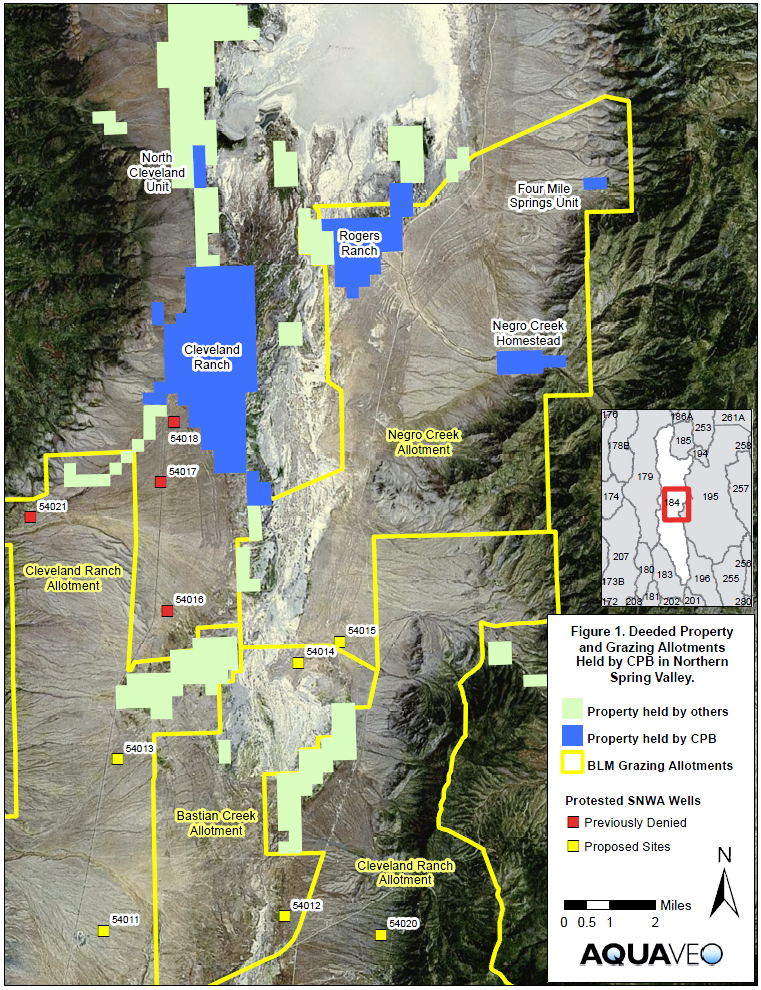 North
Cleveland
Unit
Four Mile
Springs Unit
Rogers
Ranch
Cleveland
Ranch
Negro Creek
Homestead
Negro Creek
Allotment
54018
54017
54021
Cleveland Ranch
Allotment
54016
54015
54014
54013
Bastian Creek
Allotment
Cleveland Ranch
Allotment
54011
54012
54020
176
186A
261A
253
178B
185
258
194
179
257
174
184
195
207
180
183
256
173B
196
255
181
172
208
202
201
280
Figure 1. Deeded Property
and Grazing Allotments
Held by CPB in Northern
Spring Valley.
Property held by others
Property held by CPB
BLM Grazing Allotments
Protested SNWA Wells
Previously Denied
Proposed Sites
N
Miles
0 0.5 1 2
AQUAVEO